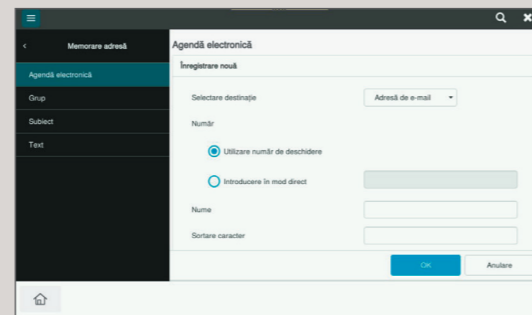 Memorare adresă
Agendă electronică
Grup
Subiect
Text
Agendă electronică
Înregistrare nouă
Selectare destinație
Adresă de e-mail
Număr
Utilizare număr de deschidere
Introducere în mod direct
Nume
Sortare caracter
OK
Anulare